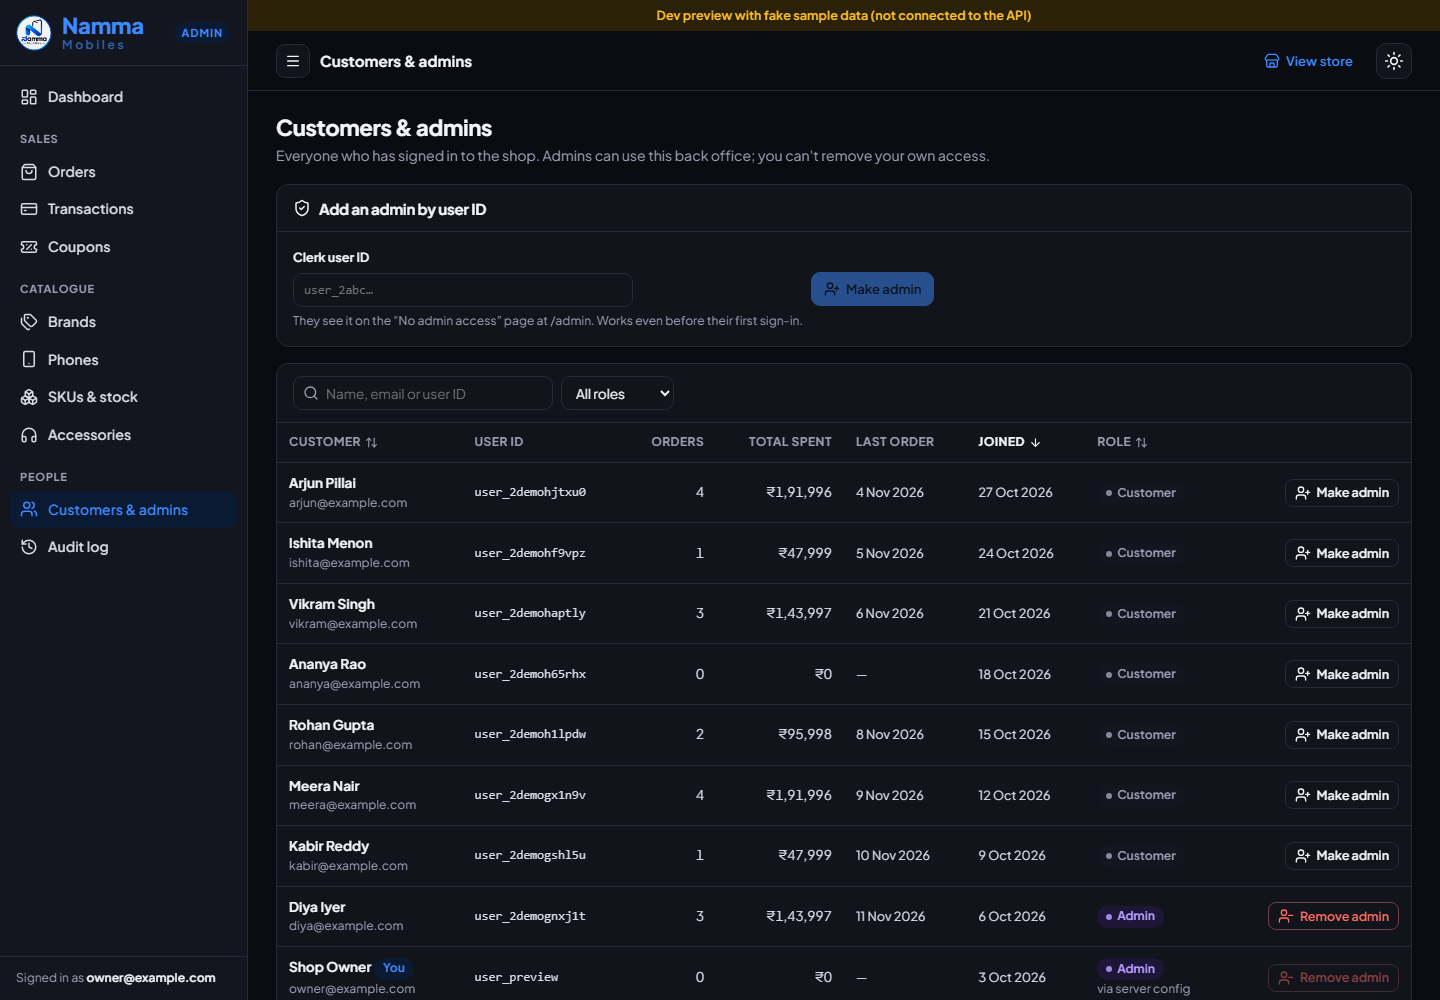 Namma
Mobiles
ADMIN
Dev preview with fake sample data (not connected to the API)
Customers & admins
View store
Dashboard
SALES
Orders
Transactions
Coupons
CATALOGUE
Brands
Phones
SKUs & stock
Accessories
PEOPLE
Customers & admins
Audit log
Signed in as owner@example.com
Customers & admins
Everyone who has signed in to the shop. Admins can use this back office; you can't remove your own access.
Add an admin by user ID
Clerk user ID
user_2abc…
Make admin
They see it on the "No admin access" page at /admin. Works even before their first sign-in.
Name, email or user ID
All roles
CUSTOMER USER ID ORDERS TOTAL SPENT LAST ORDER JOINED ROLE
Arjun Pillai
arjun@example.com
user_2demohjtxu0 4 ₹1,91,996 4 Nov 2026 27 Oct 2026 Customer Make admin
Ishita Menon
ishita@example.com
user_2demohf9vpz 1 ₹47,999 5 Nov 2026 24 Oct 2026 Customer Make admin
Vikram Singh
vikram@example.com
user_2demohaptly 3 ₹1,43,997 6 Nov 2026 21 Oct 2026 Customer Make admin
Ananya Rao
ananya@example.com
user_2demoh65rhx 0 ₹0 — 18 Oct 2026 Customer Make admin
Rohan Gupta
rohan@example.com
user_2demoh1lpdw 2 ₹95,998 8 Nov 2026 15 Oct 2026 Customer Make admin
Meera Nair
meera@example.com
user_2demogx1n9v 4 ₹1,91,996 9 Nov 2026 12 Oct 2026 Customer Make admin
Kabir Reddy
kabir@example.com
user_2demogshl5u 1 ₹47,999 10 Nov 2026 9 Oct 2026 Customer Make admin
Diya Iyer
diya@example.com
user_2demognxj1t 3 ₹1,43,997 11 Nov 2026 6 Oct 2026 Admin Remove admin
Shop Owner You
owner@example.com
user_preview 0 ₹0 — 3 Oct 2026 Admin Remove admin
via server config